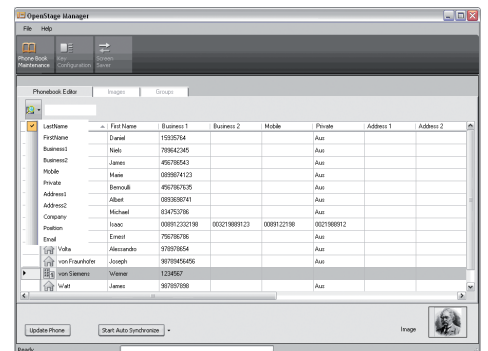 OpenStage Manager
File Help
Phone Book Maintenance
Key Configuration
Screen Saver
Phonebook Editor Images Groups
LastName First Name Business 1 Business 2 Mobile Private Address 1 Address 2
FirstName Daniel 15935764 Aus
Business1 Niels 789642345 Aus
Business2 James 496786543 Aus
Mobile Marie 0899874123 Aus
Private Bernoulli 4967867635 Aus
Address1 Albert 0893698741 Aus
Address2 Michael 834753786 Aus
Company Isaac 008912332198 003219889123 0089122198 0021988912
Position Ernest 796786786 Aus
Email
Volta Alessandro 978978654 Aus
von Fraunhofer Joseph 98789456456 Aus
von Siemens Werner 1234567
Watt James 987897898 Aus
Update Phone Start Auto Synchronize Image
Ready